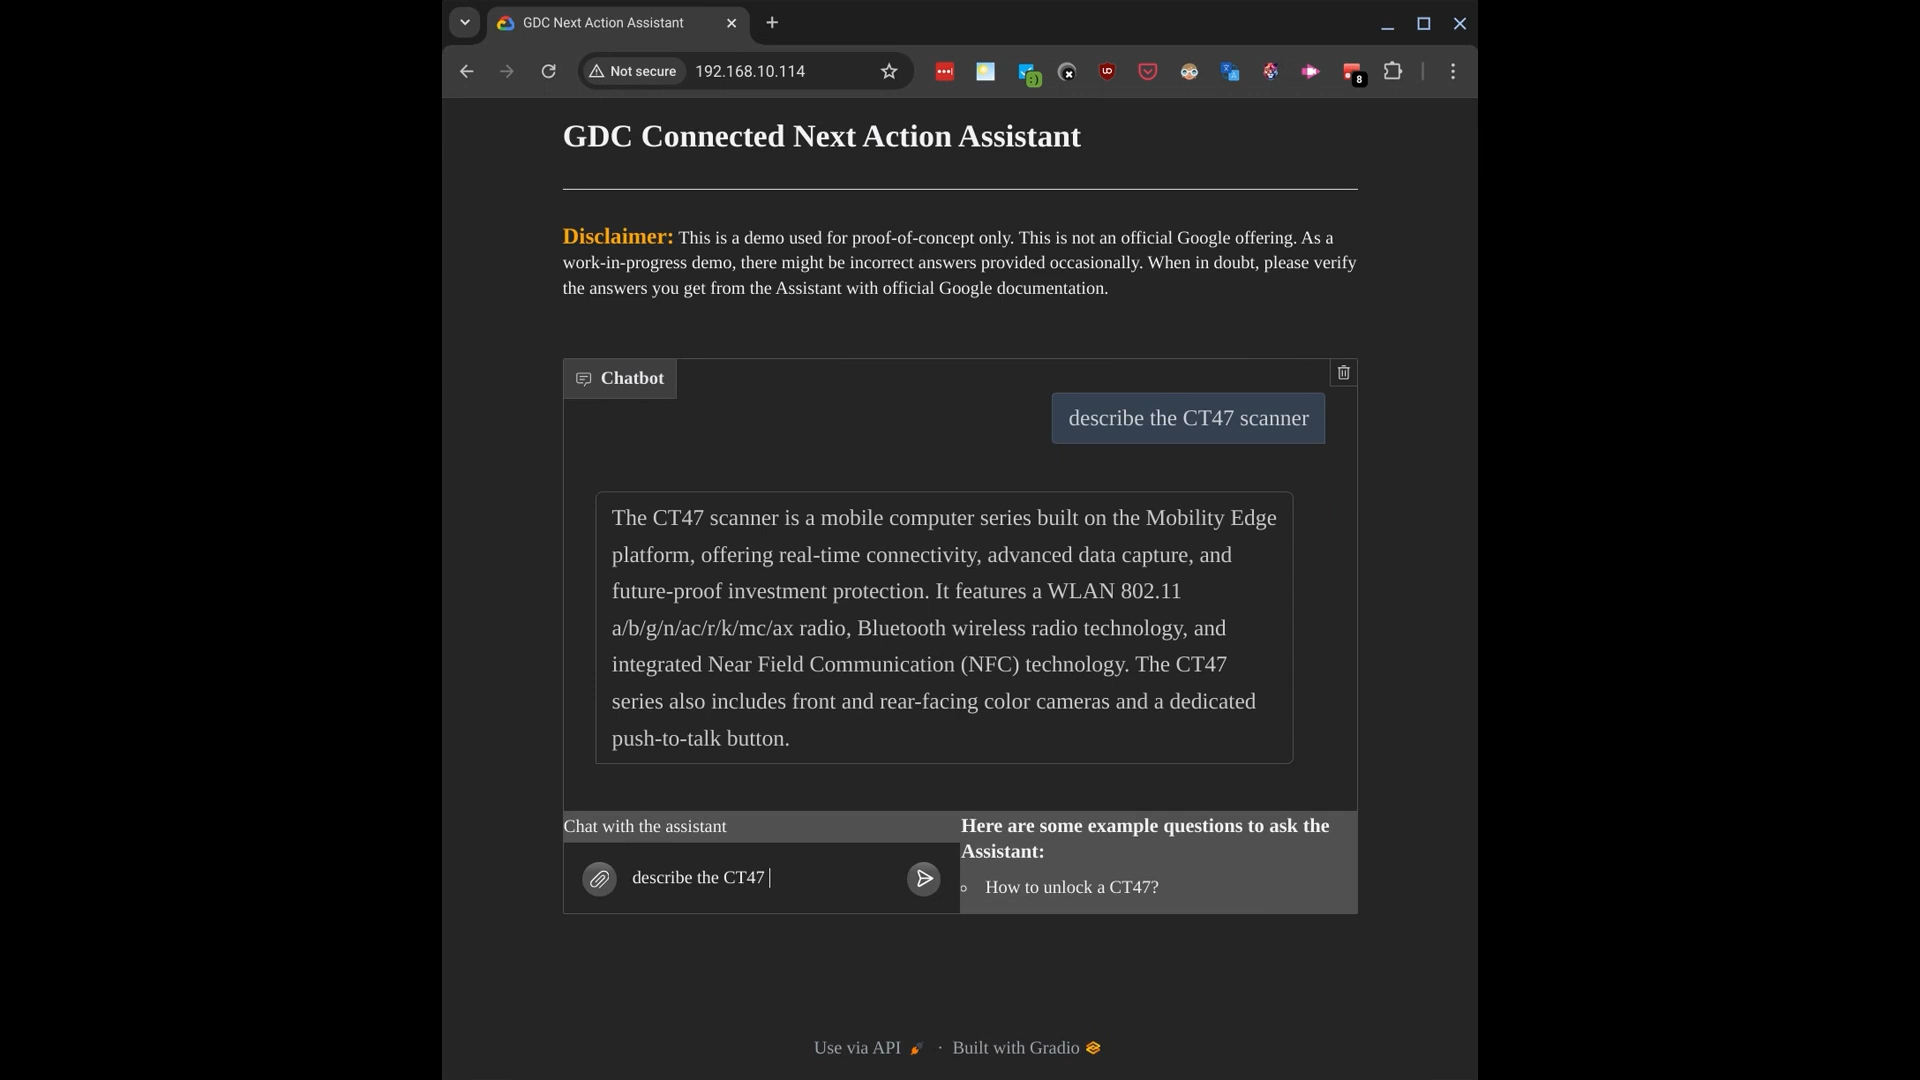 GDC Next Action Assistant
Not secure
192.168.10.114
8
GDC Connected Next Action Assistant
Disclaimer: This is a demo used for proof-of-concept only. This is not an official Google offering. As a
work-in-progress demo, there might be incorrect answers provided occasionally. When in doubt, please verify
the answers you get from the Assistant with official Google documentation.
Chatbot
describe the CT47 scanner
The CT47 scanner is a mobile computer series built on the Mobility Edge
platform, offering real-time connectivity, advanced data capture, and
future-proof investment protection. It features a WLAN 802.11
a/b/g/n/ac/r/k/mc/ax radio, Bluetooth wireless radio technology, and
integrated Near Field Communication (NFC) technology. The CT47
series also includes front and rear-facing color cameras and a dedicated
push-to-talk button.
Chat with the assistant
describe the CT47
Here are some example questions to ask the
Assistant:
How to unlock a CT47?
Use via API · Built with Gradio